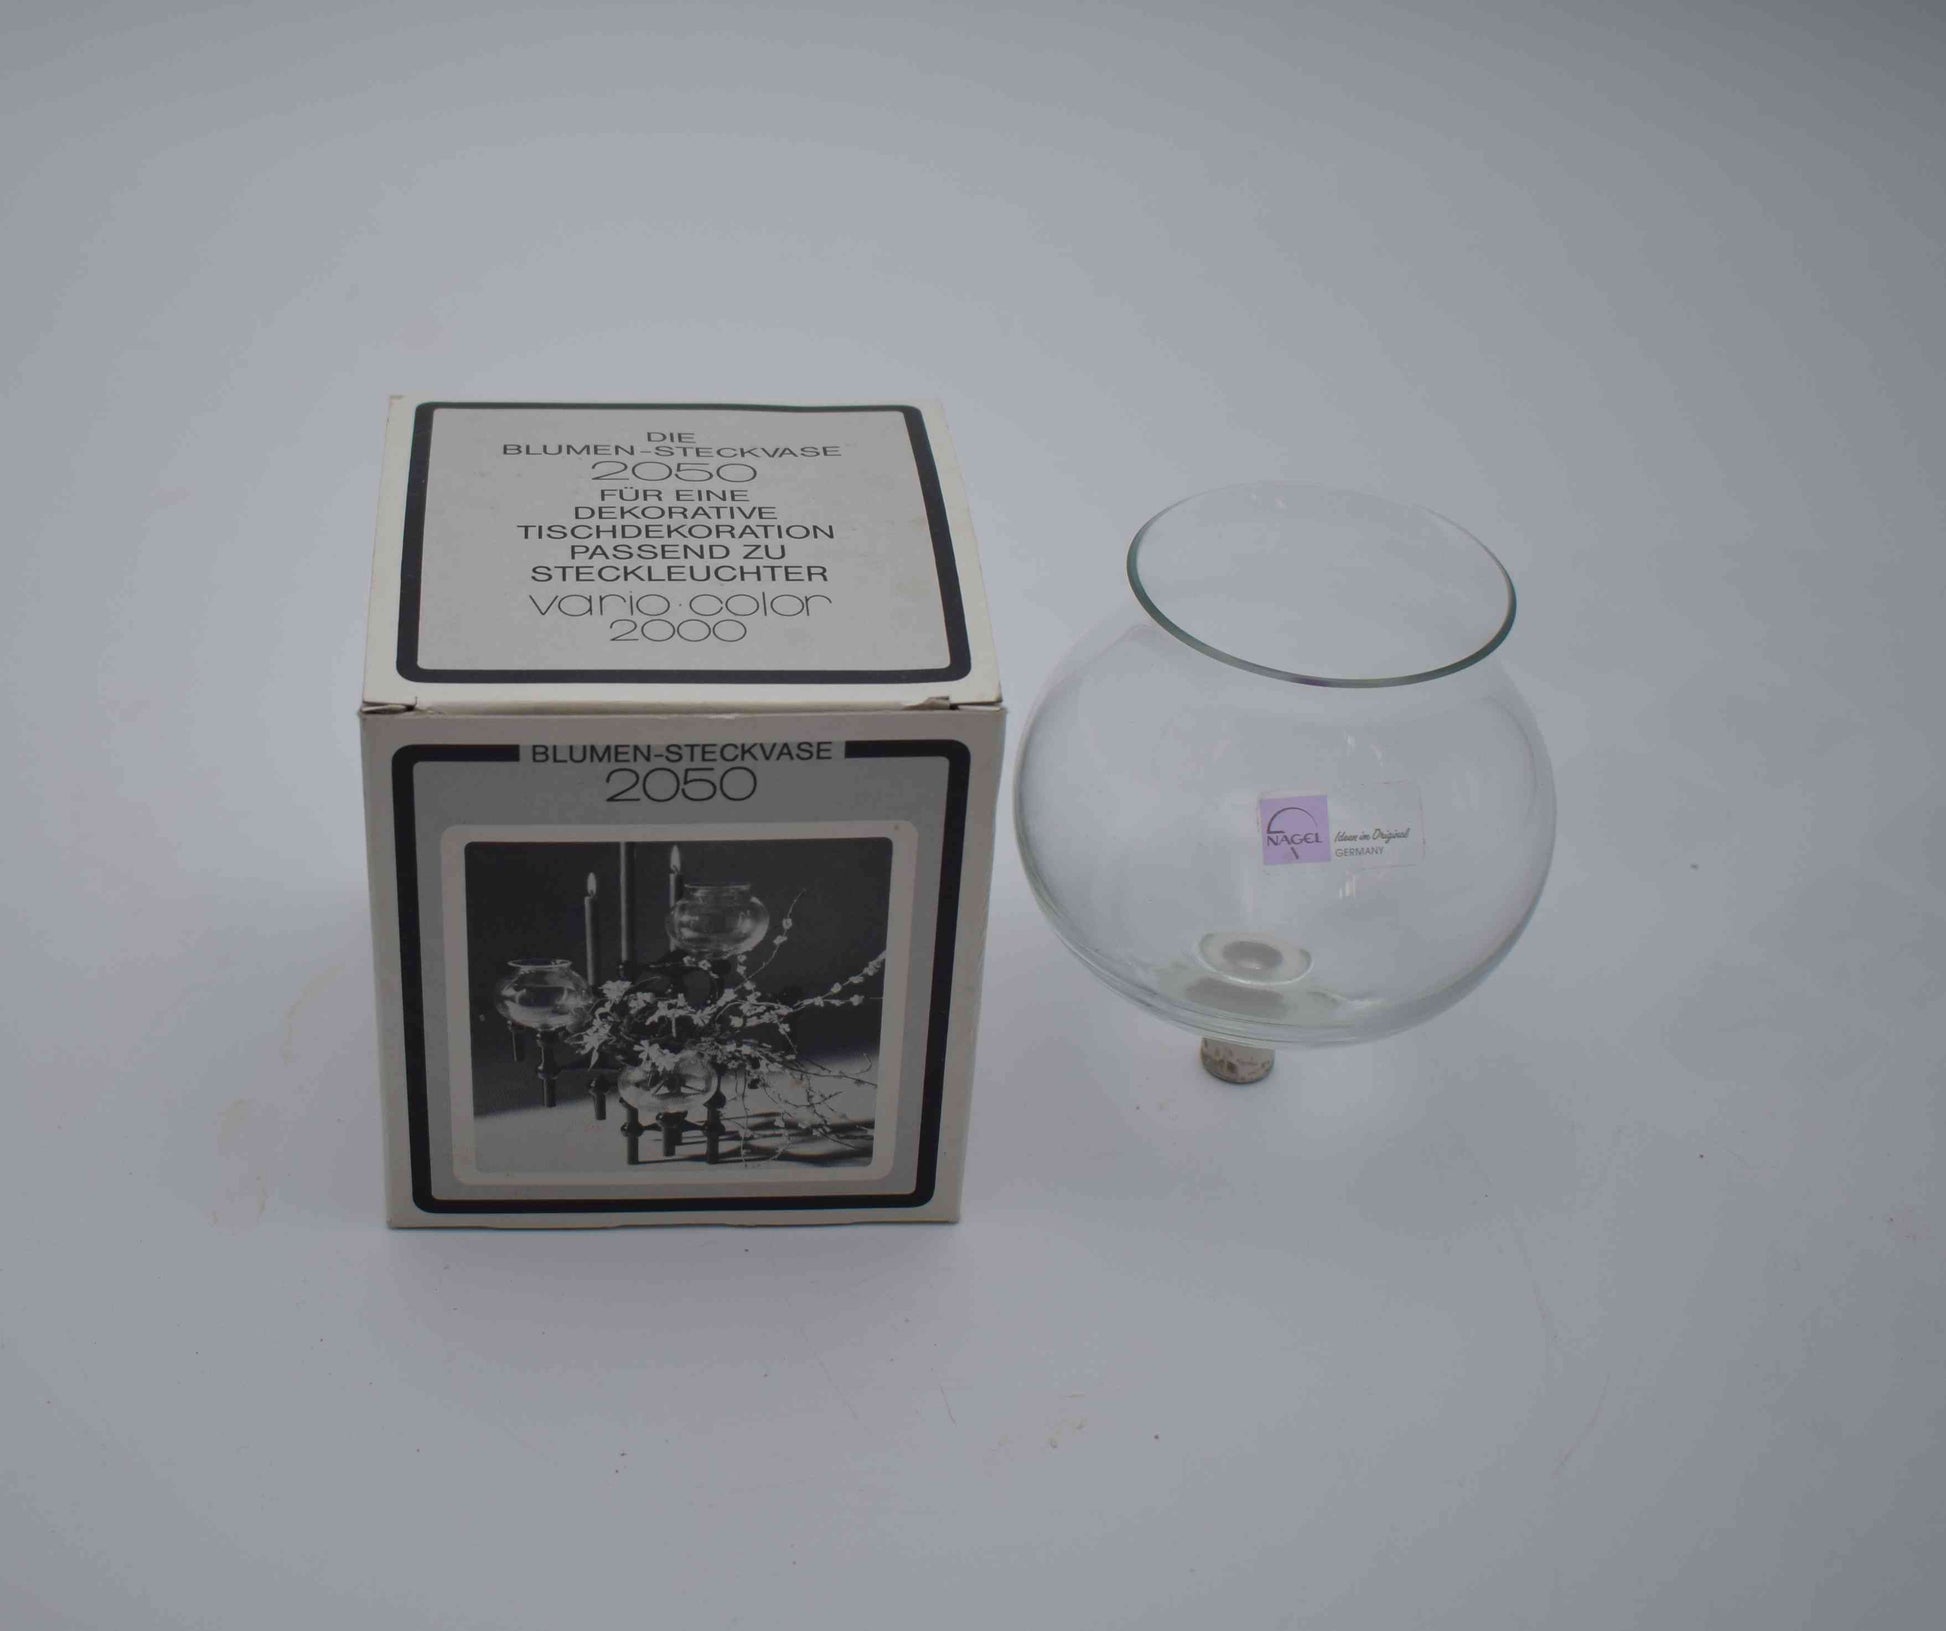 DIE
BLUMEN-STECKVASE
2050
FÜR EINE
DEKORATIVE
TISCHDEKORATION
PASSEND ZU
STECKLEUCHTER
vario·color
2000
BLUMEN-STECKVASE
2050
NAGEL
Ideen im Original
GERMANY